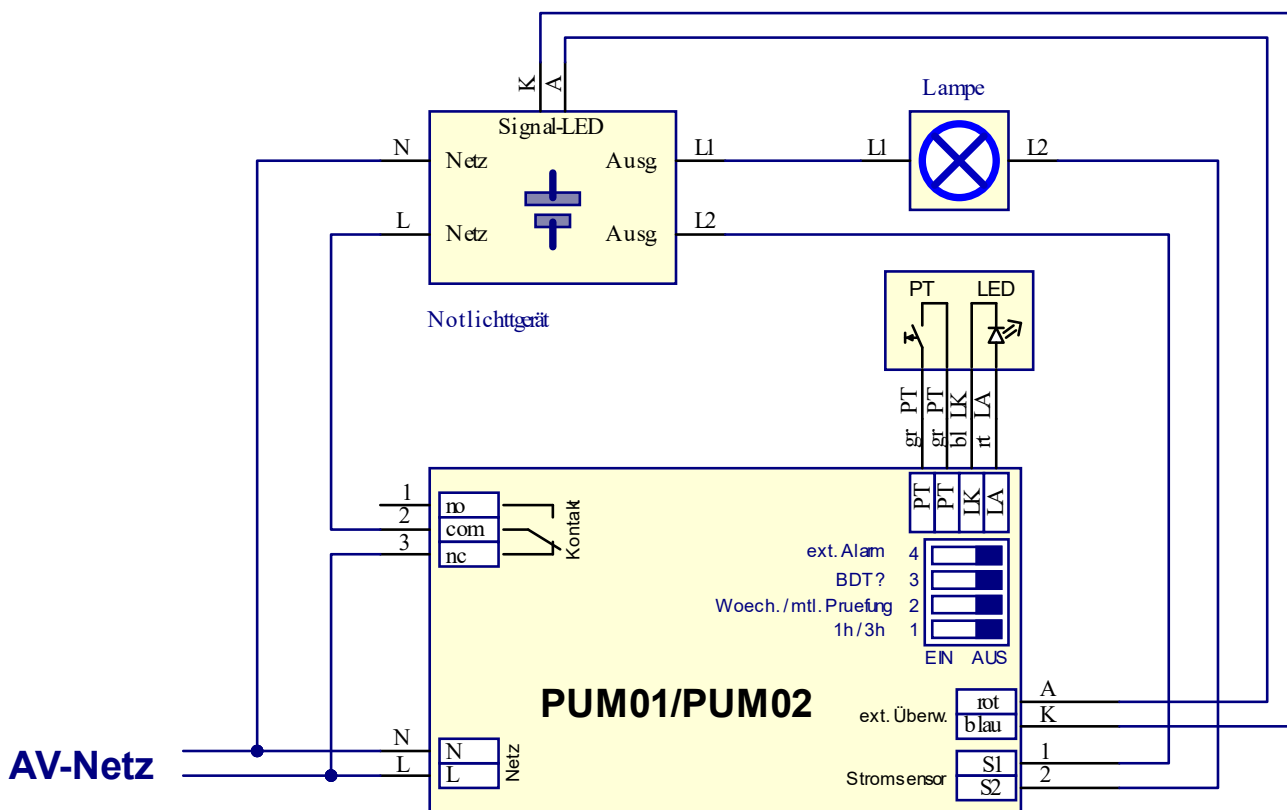 K
A
Signal-LED
Lampe
N
Netz
Ausg
L1
L1
L2
L
Netz
Ausg.
L2
Notlichttgerät
PT
LED
gr PT
gr PT
bl LK
rt LA
PT
PT
LK
LA
1
no
2
com
3
nc
Kontakt
ext. Alarm 4
BDT? 3
Woech. / mtl. Pruefung 2
1h / 3h 1
EIN AUS
PUM01/PUM02
ext. Überw.
rot
A
blau
K
AV-Netz
N
N
L
L
Netz
Stromsensor
S1
1
S2
2